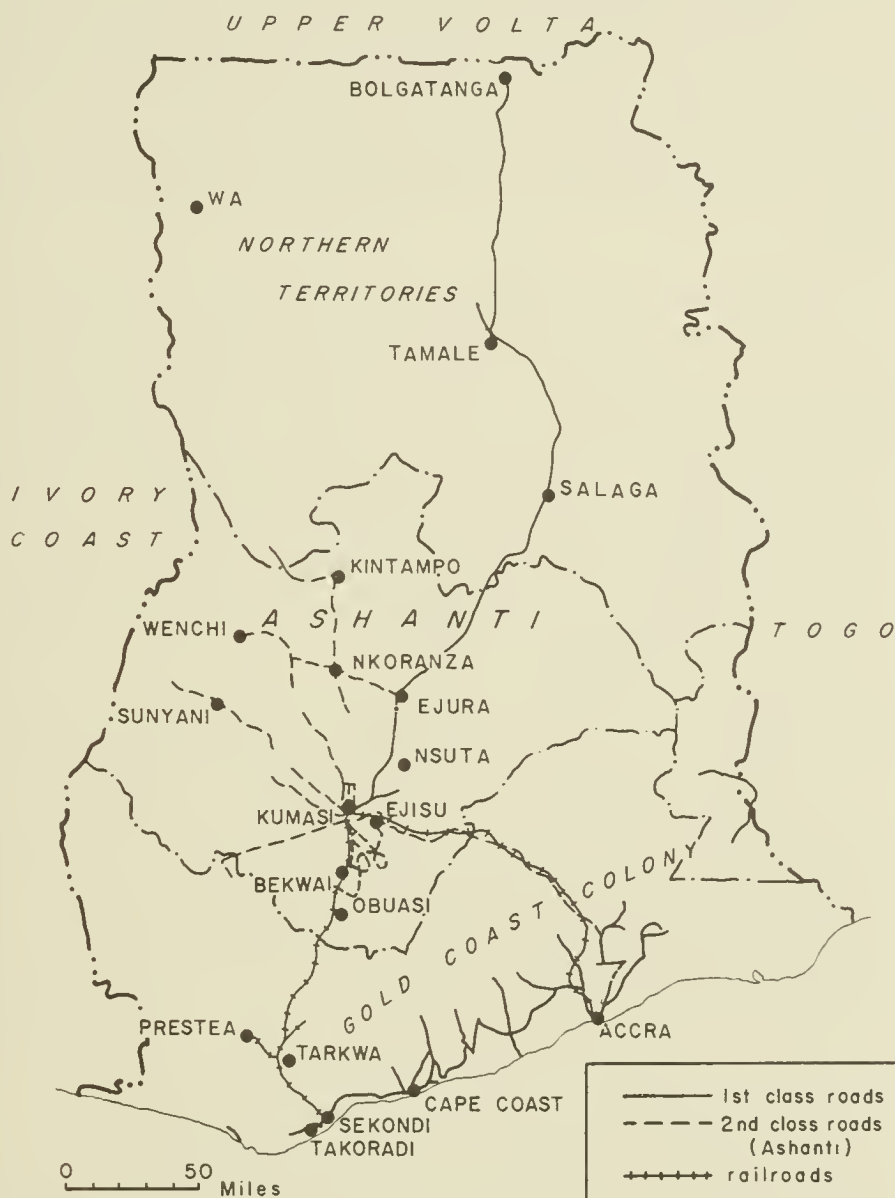 UPPER VOLTA
BOLGATANGA
WA
NORTHERN
TERRITORIES
TAMALE
IVORY
COAST
SALAGA
KINTAMPO
ASHANTI
WENCHI
TOGO
NKORANZA
SUNYANI
EJURA
NSUTA
KUMASI
EJISU
BEKWAI
OBUASI
GOLD COAST COLONY
PRESTEA
TARKWA
ACCRA
CAPE COAST
SEKONDI
TAKORADI
1st class roads
2nd class roads
(Ashanti)
railroads
0 50
Miles